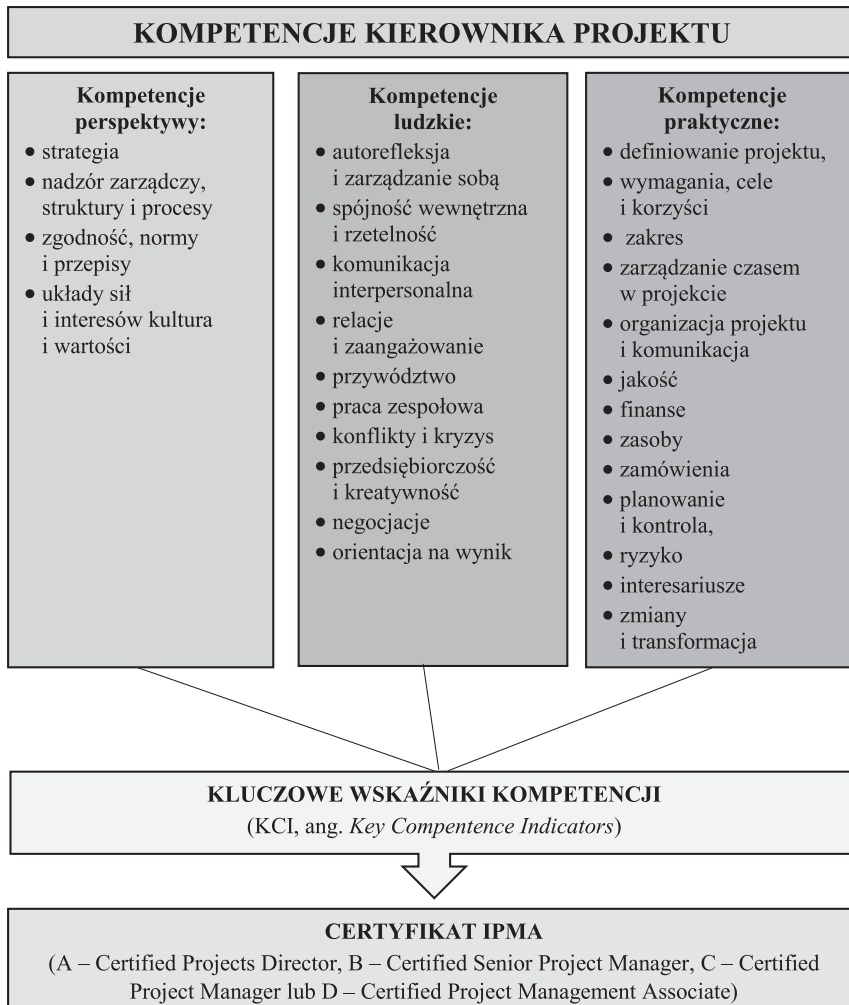 KOMPETENCJE KIEROWNIKA PROJEKTU
Kompetencje
perspektywy:
• strategia
• nadzór zarządczy,
struktury i procesy
• zgodność, normy
i przepisy
• układy sił
i interesów kultura
i wartości
Kompetencje
ludzkie:
• autorefleksja
i zarządzanie sobą
• spójność wewnętrzna
i rzetelność
• komunikacja
interpersonalna
• relacje
i zaangażowanie
• przywództwo
• praca zespołowa
• konflikty i kryzys
• przedsiębiorczość
i kreatywność
• negocjacje
• orientacja na wynik
Kompetencje
praktyczne:
• definiowanie projektu,
• wymagania, cele
i korzyści
• zakres
• zarządzanie czasem
w projekcie
• organizacja projektu
i komunikacja
• jakość
• finanse
• zasoby
• zamówienia
• planowanie
i kontrola,
• ryzyko
• interesariusze
• zmiany
i transformacja
KLUCZOWE WSKAŹNIKI KOMPETENCJI
(KCI, ang. Key Compentence Indicators)
CERTYFIKAT IPMA
(A – Certified Projects Director, B – Certified Senior Project Manager, C – Certified
Project Manager lub D – Certified Project Management Associate)